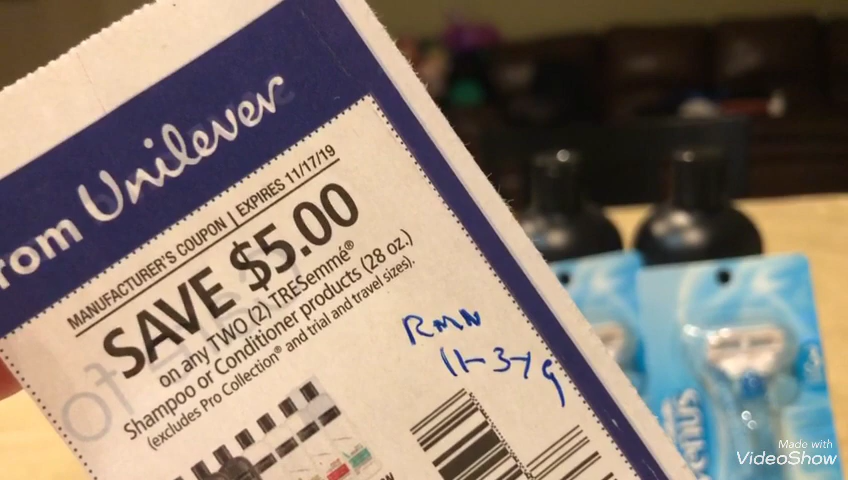 from Unilever
MANUFACTURER'S COUPON | EXPIRES 11/17/19
SAVE $5.00
on any TWO (2) TRESemmé®
Shampoo or Conditioner products (28 oz.)
(excludes Pro Collection® and trial and travel sizes).
RMN
11-3-19
Venus
Made with
VideoShow